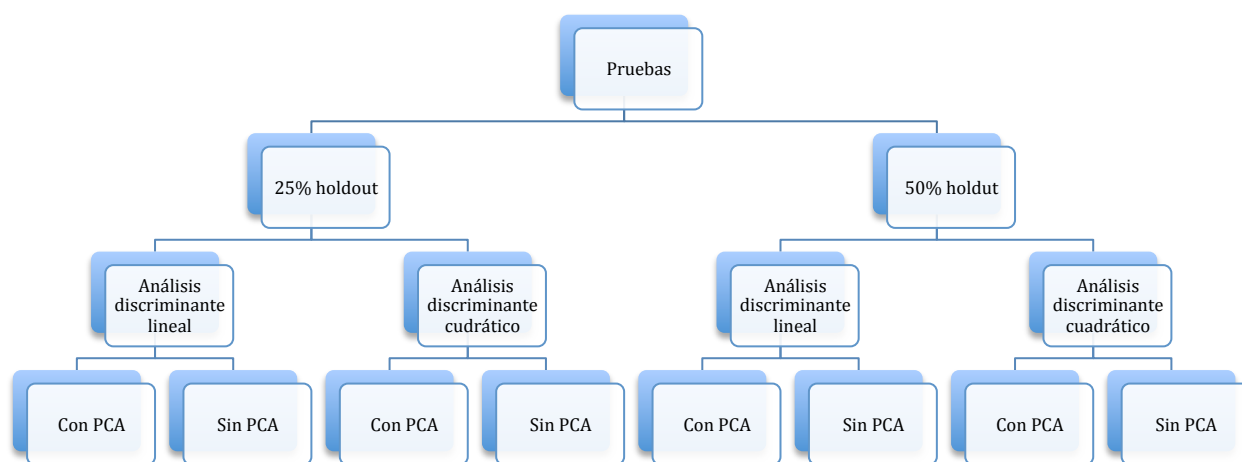 Pruebas
25% holdout
50% holdut
Análisis
discriminante
lineal
Análisis
discriminante
cudrático
Análisis
discriminante
lineal
Análisis
discriminante
cuadrático
Con PCA
Sin PCA
Con PCA
Sin PCA
Con PCA
Sin PCA
Con PCA
Sin PCA